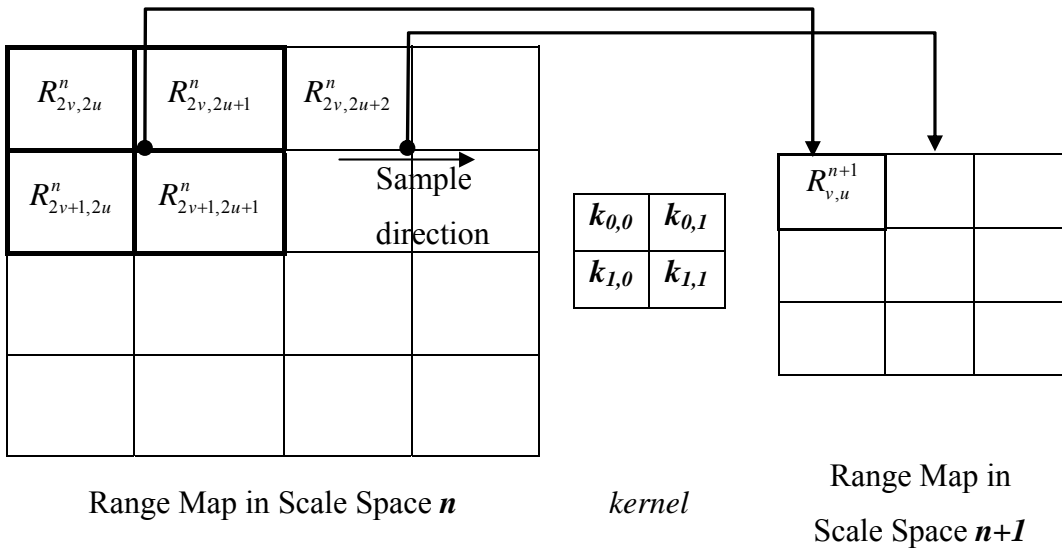 R^n_{2v,2u} R^n_{2v,2u+1} R^n_{2v,2u+2}
R^n_{2v+1,2u} R^n_{2v+1,2u+1}
Sample
direction
k_{0,0} k_{0,1}
k_{1,0} k_{1,1}
R^{n+1}_{v,u}
Range Map in Scale Space n
kernel
Range Map in
Scale Space n+1